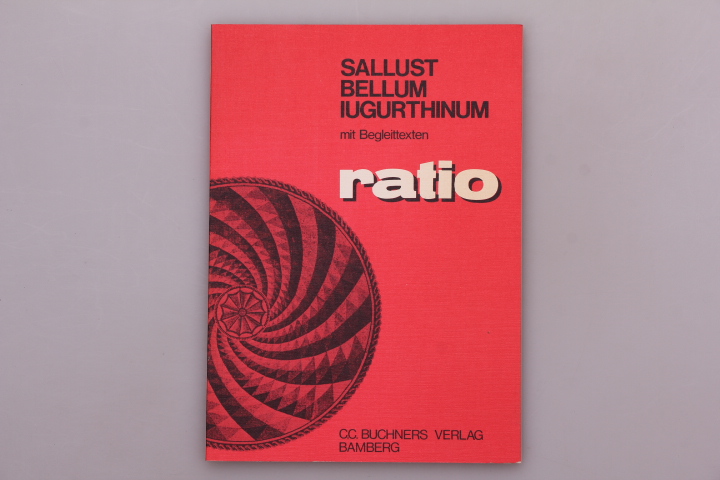 SALLUST
BELLUM
IUGURTHINUM
mit Begleittexten
ratio
C.C. BUCHNERS VERLAG
BAMBERG